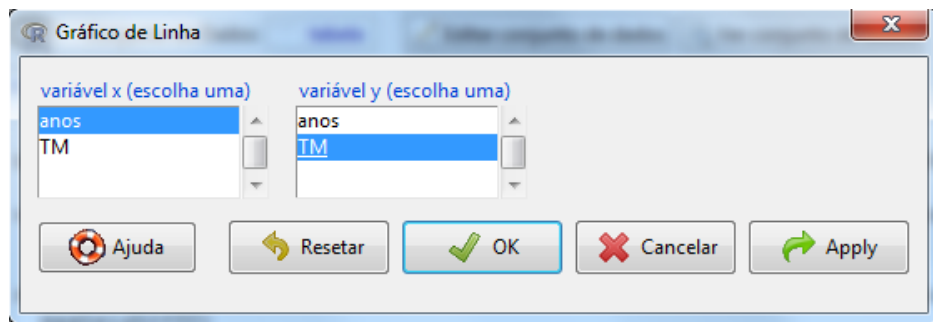 Gráfico de Linha
variável x (escolha uma) variável y (escolha uma)
anos anos
TM TM
Ajuda Resetar OK Cancelar Apply